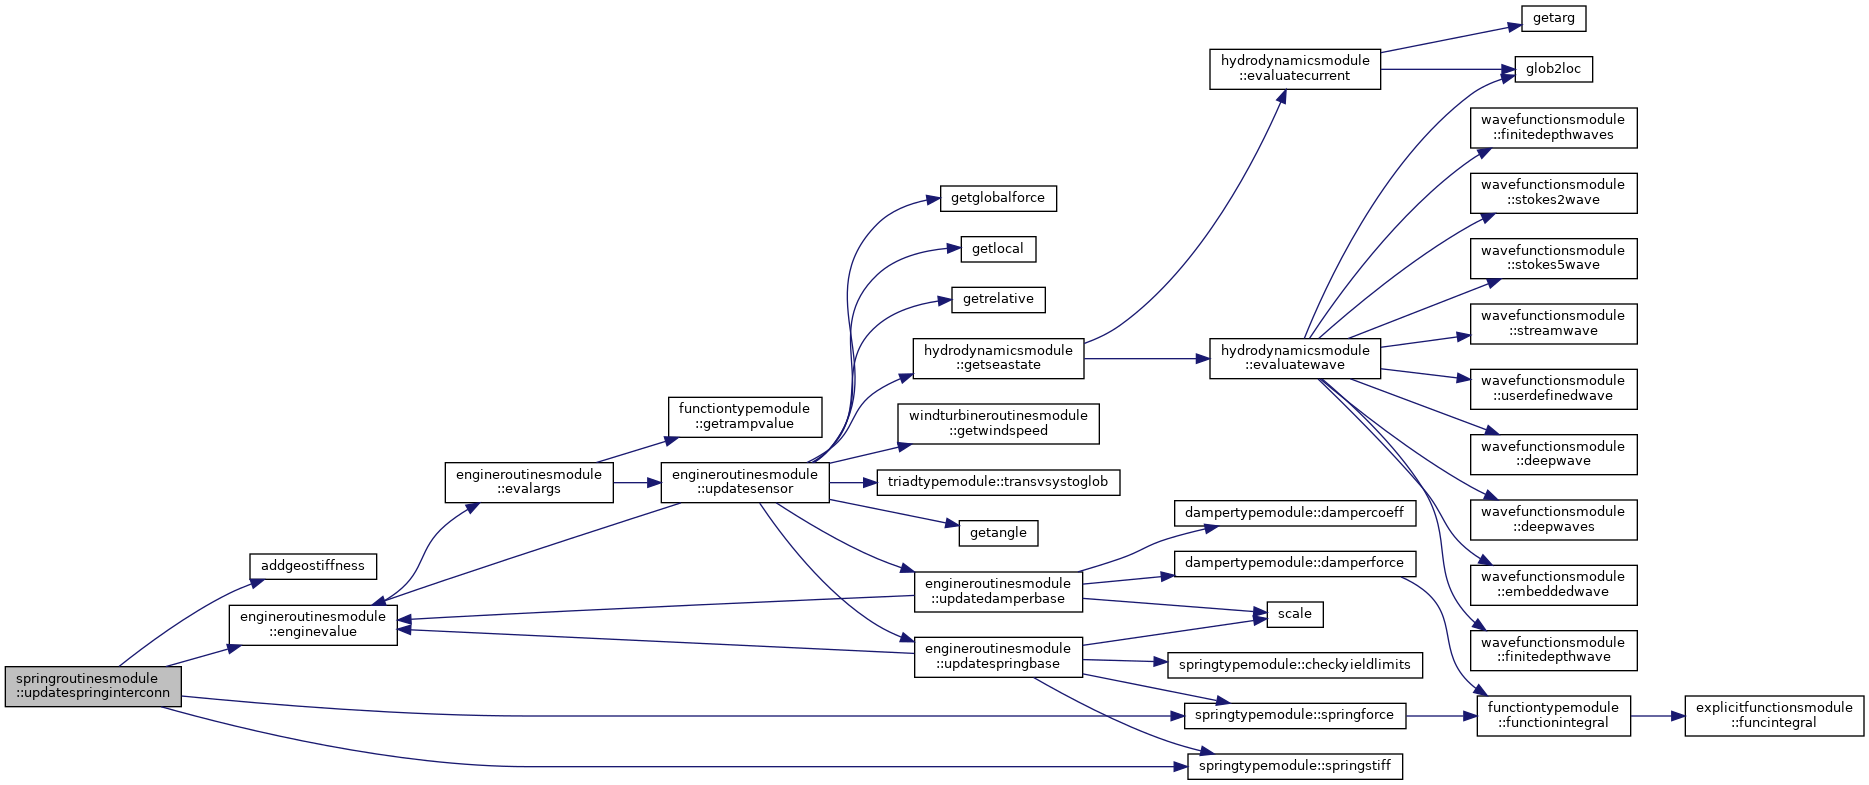 springroutinesmodule
::updatespringinterconn
addgeostiffness
engineroutinesmodule
::enginevalue
engineroutinesmodule
::evalargs
functiontypemodule
::getrampvalue
engineroutinesmodule
::updatesensor
getglobalforce
getlocal
getrelative
hydrodynamicsmodule
::getseastate
windturbineroutinesmodule
::getwindspeed
triadtypemodule::transvsystoglob
getangle
engineroutinesmodule
::updatedamperbase
engineroutinesmodule
::updatespringbase
hydrodynamicsmodule
::evaluatecurrent
hydrodynamicsmodule
::evaluatewave
dampertypemodule::dampercoeff
dampertypemodule::damperforce
scale
springtypemodule::checkyieldlimits
springtypemodule::springforce
springtypemodule::springstiff
getarg
glob2loc
wavefunctionsmodule
::finitedepthwaves
wavefunctionsmodule
::stokes2wave
wavefunctionsmodule
::stokes5wave
wavefunctionsmodule
::streamwave
wavefunctionsmodule
::userdefinedwave
wavefunctionsmodule
::deepwave
wavefunctionsmodule
::deepwaves
wavefunctionsmodule
::embeddedwave
wavefunctionsmodule
::finitedepthwave
functiontypemodule
::functionintegral
explicitfunctionsmodule
::funcintegral